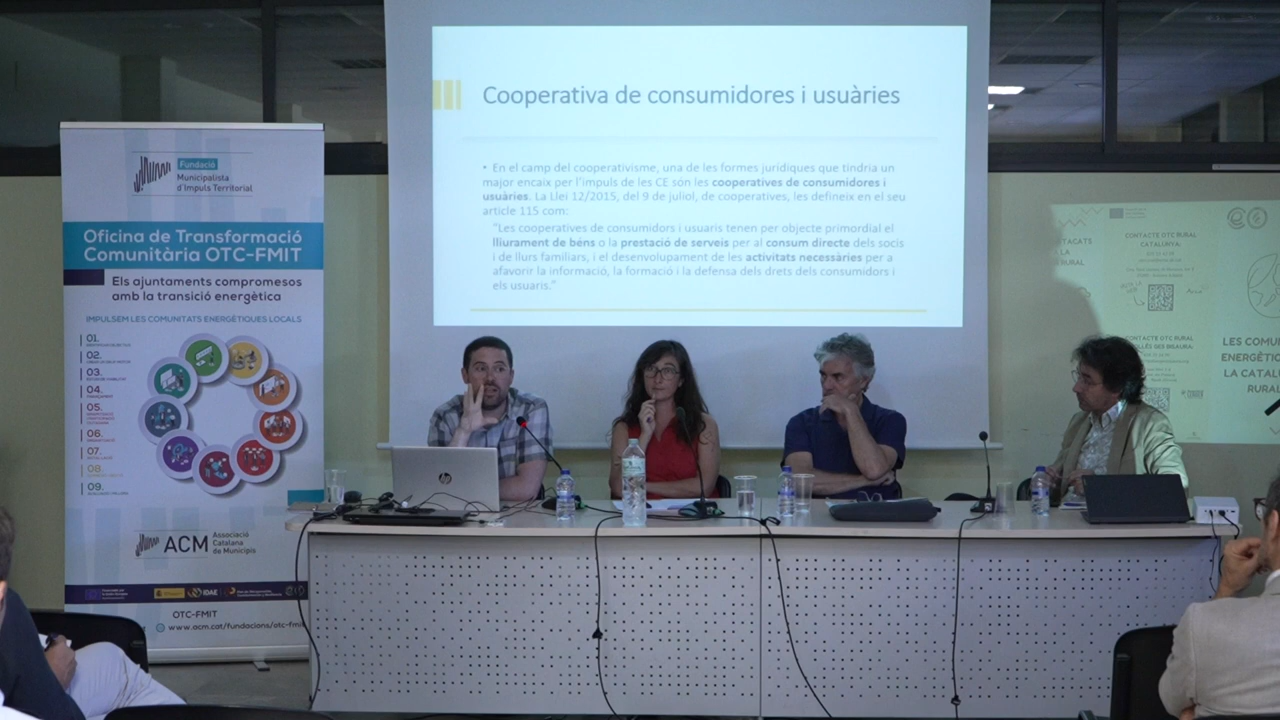 Cooperativa de consumidores i usuàries
• En el camp del cooperativisme, una de les formes jurídiques que tindria un
major encaix per l'impuls de les CE són les cooperatives de consumidores i
usuàries. La Llei 12/2015, del 9 de juliol, de cooperatives, les defineix en el seu
article 115 com:
"Les cooperatives de consumidors i usuaris tenen per objecte primordial el
lliurament de béns o la prestació de serveis per al consum directe dels socis
i de llurs familiars, i el desenvolupament de les activitats necessàries per a
afavorir la informació, la formació i la defensa dels drets dels consumidors i
els usuaris."
Fundació
Municipalista
d'Impuls Territorial
Oficina de Transformació
Comunitària OTC-FMIT
Els ajuntaments compromesos
amb la transició energètica
IMPULSEM LES COMUNITATS ENERGÈTIQUES LOCALS
01.
02.
03.
04.
05.
06.
07.
08.
09.
ACM
Associació
Catalana
de Municipis
IDAE
OTC-FMIT
www.acm.cat/fundacions/otc-fmi
CONTACTE OTC RURAL
CATALUNYA:
CONTACTE OTC RURAL
LES COMU
ENERGÈTIQ
LA CATALU
RURAL
hp